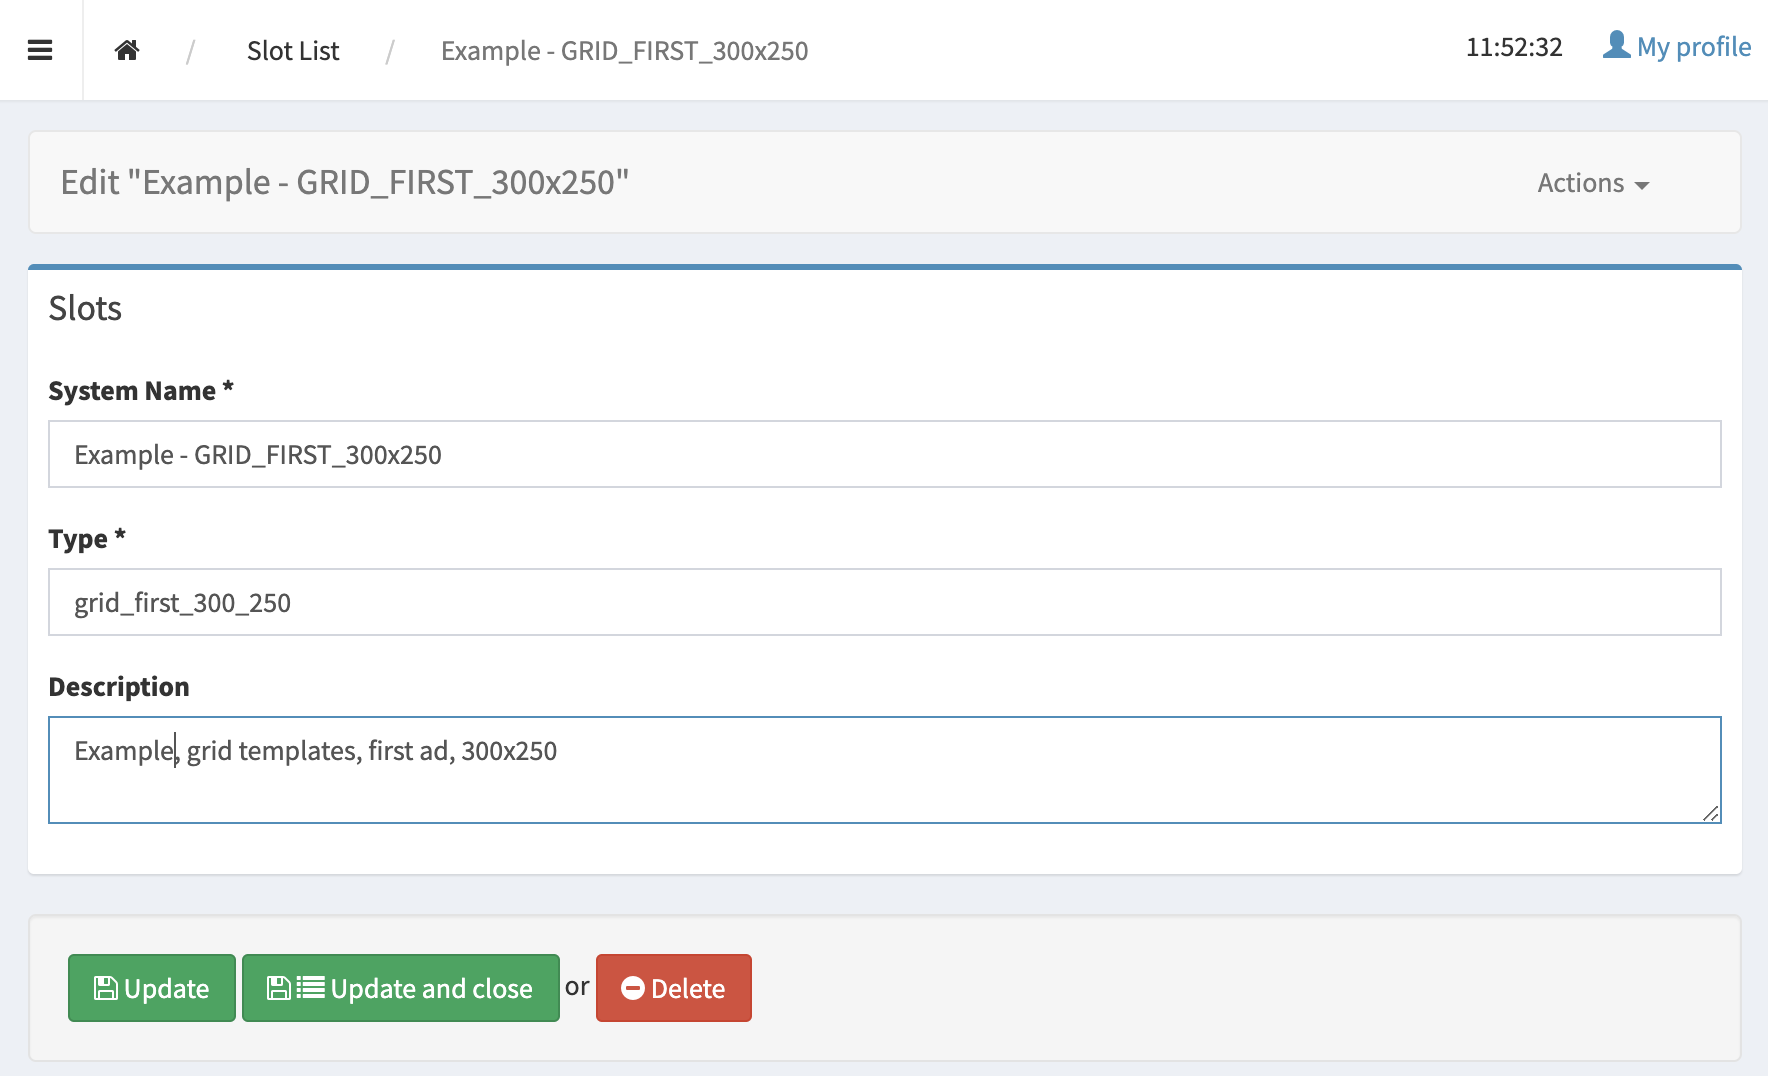 / Slot List / Example - GRID_FIRST_300x250 11:52:32 My profile
Edit "Example - GRID_FIRST_300x250" Actions
Slots
System Name *
Example - GRID_FIRST_300x250
Type *
grid_first_300_250
Description
Example, grid templates, first ad, 300x250
Update Update and close or Delete